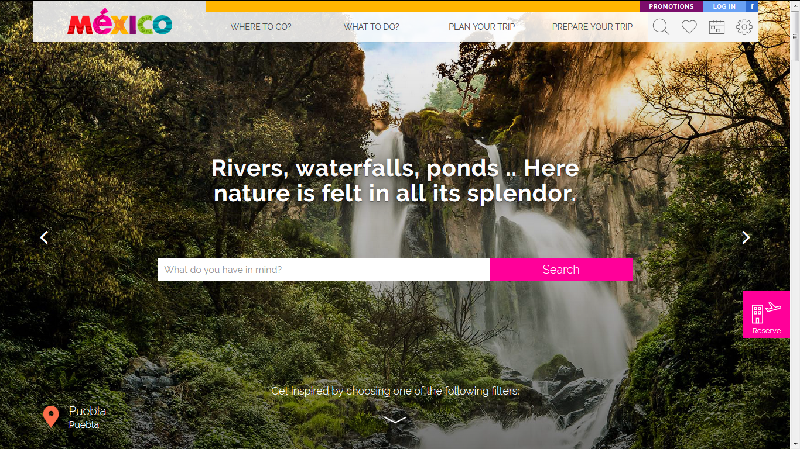 PROMOTIONS
LOG IN
f
MÉXICO
WHERE TO GO?
WHAT TO DO?
PLAN YOUR TRIP
PREPARE YOUR TRIP
Rivers, waterfalls, ponds .. Here
nature is felt in all its splendor.
What do you have in mind?
Search
Reserve
Get inspired by choosing one of the following filters:
Puebla
Puebla